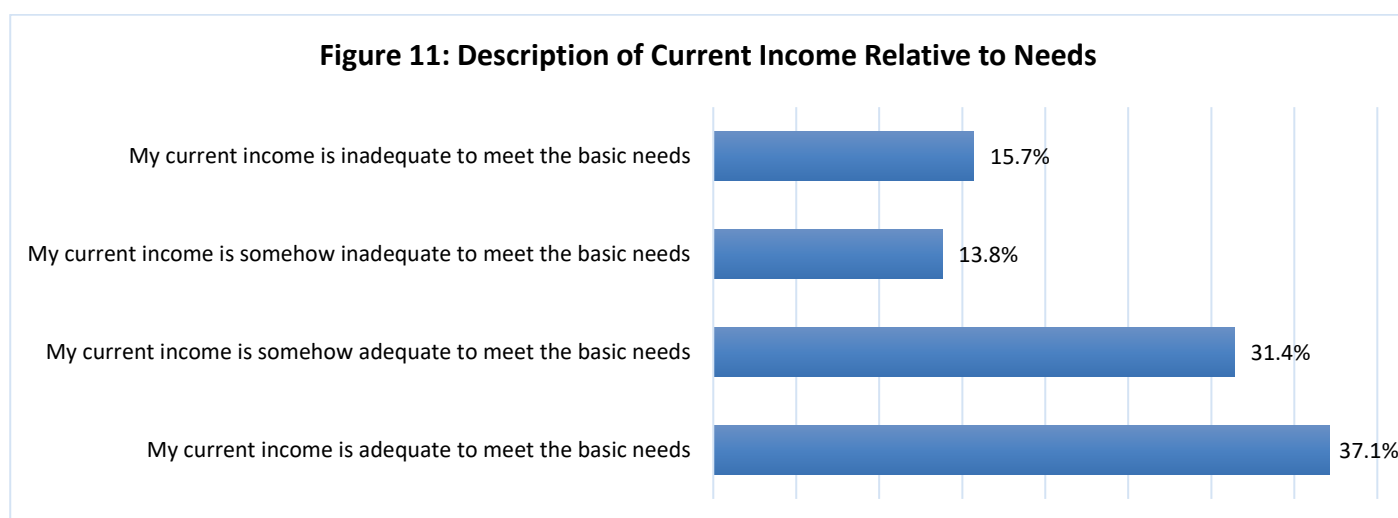 Figure 11: Description of Current Income Relative to Needs
My current income is inadequate to meet the basic needs 15.7%
My current income is somehow inadequate to meet the basic needs 13.8%
My current income is somehow adequate to meet the basic needs 31.4%
My current income is adequate to meet the basic needs 37.1%